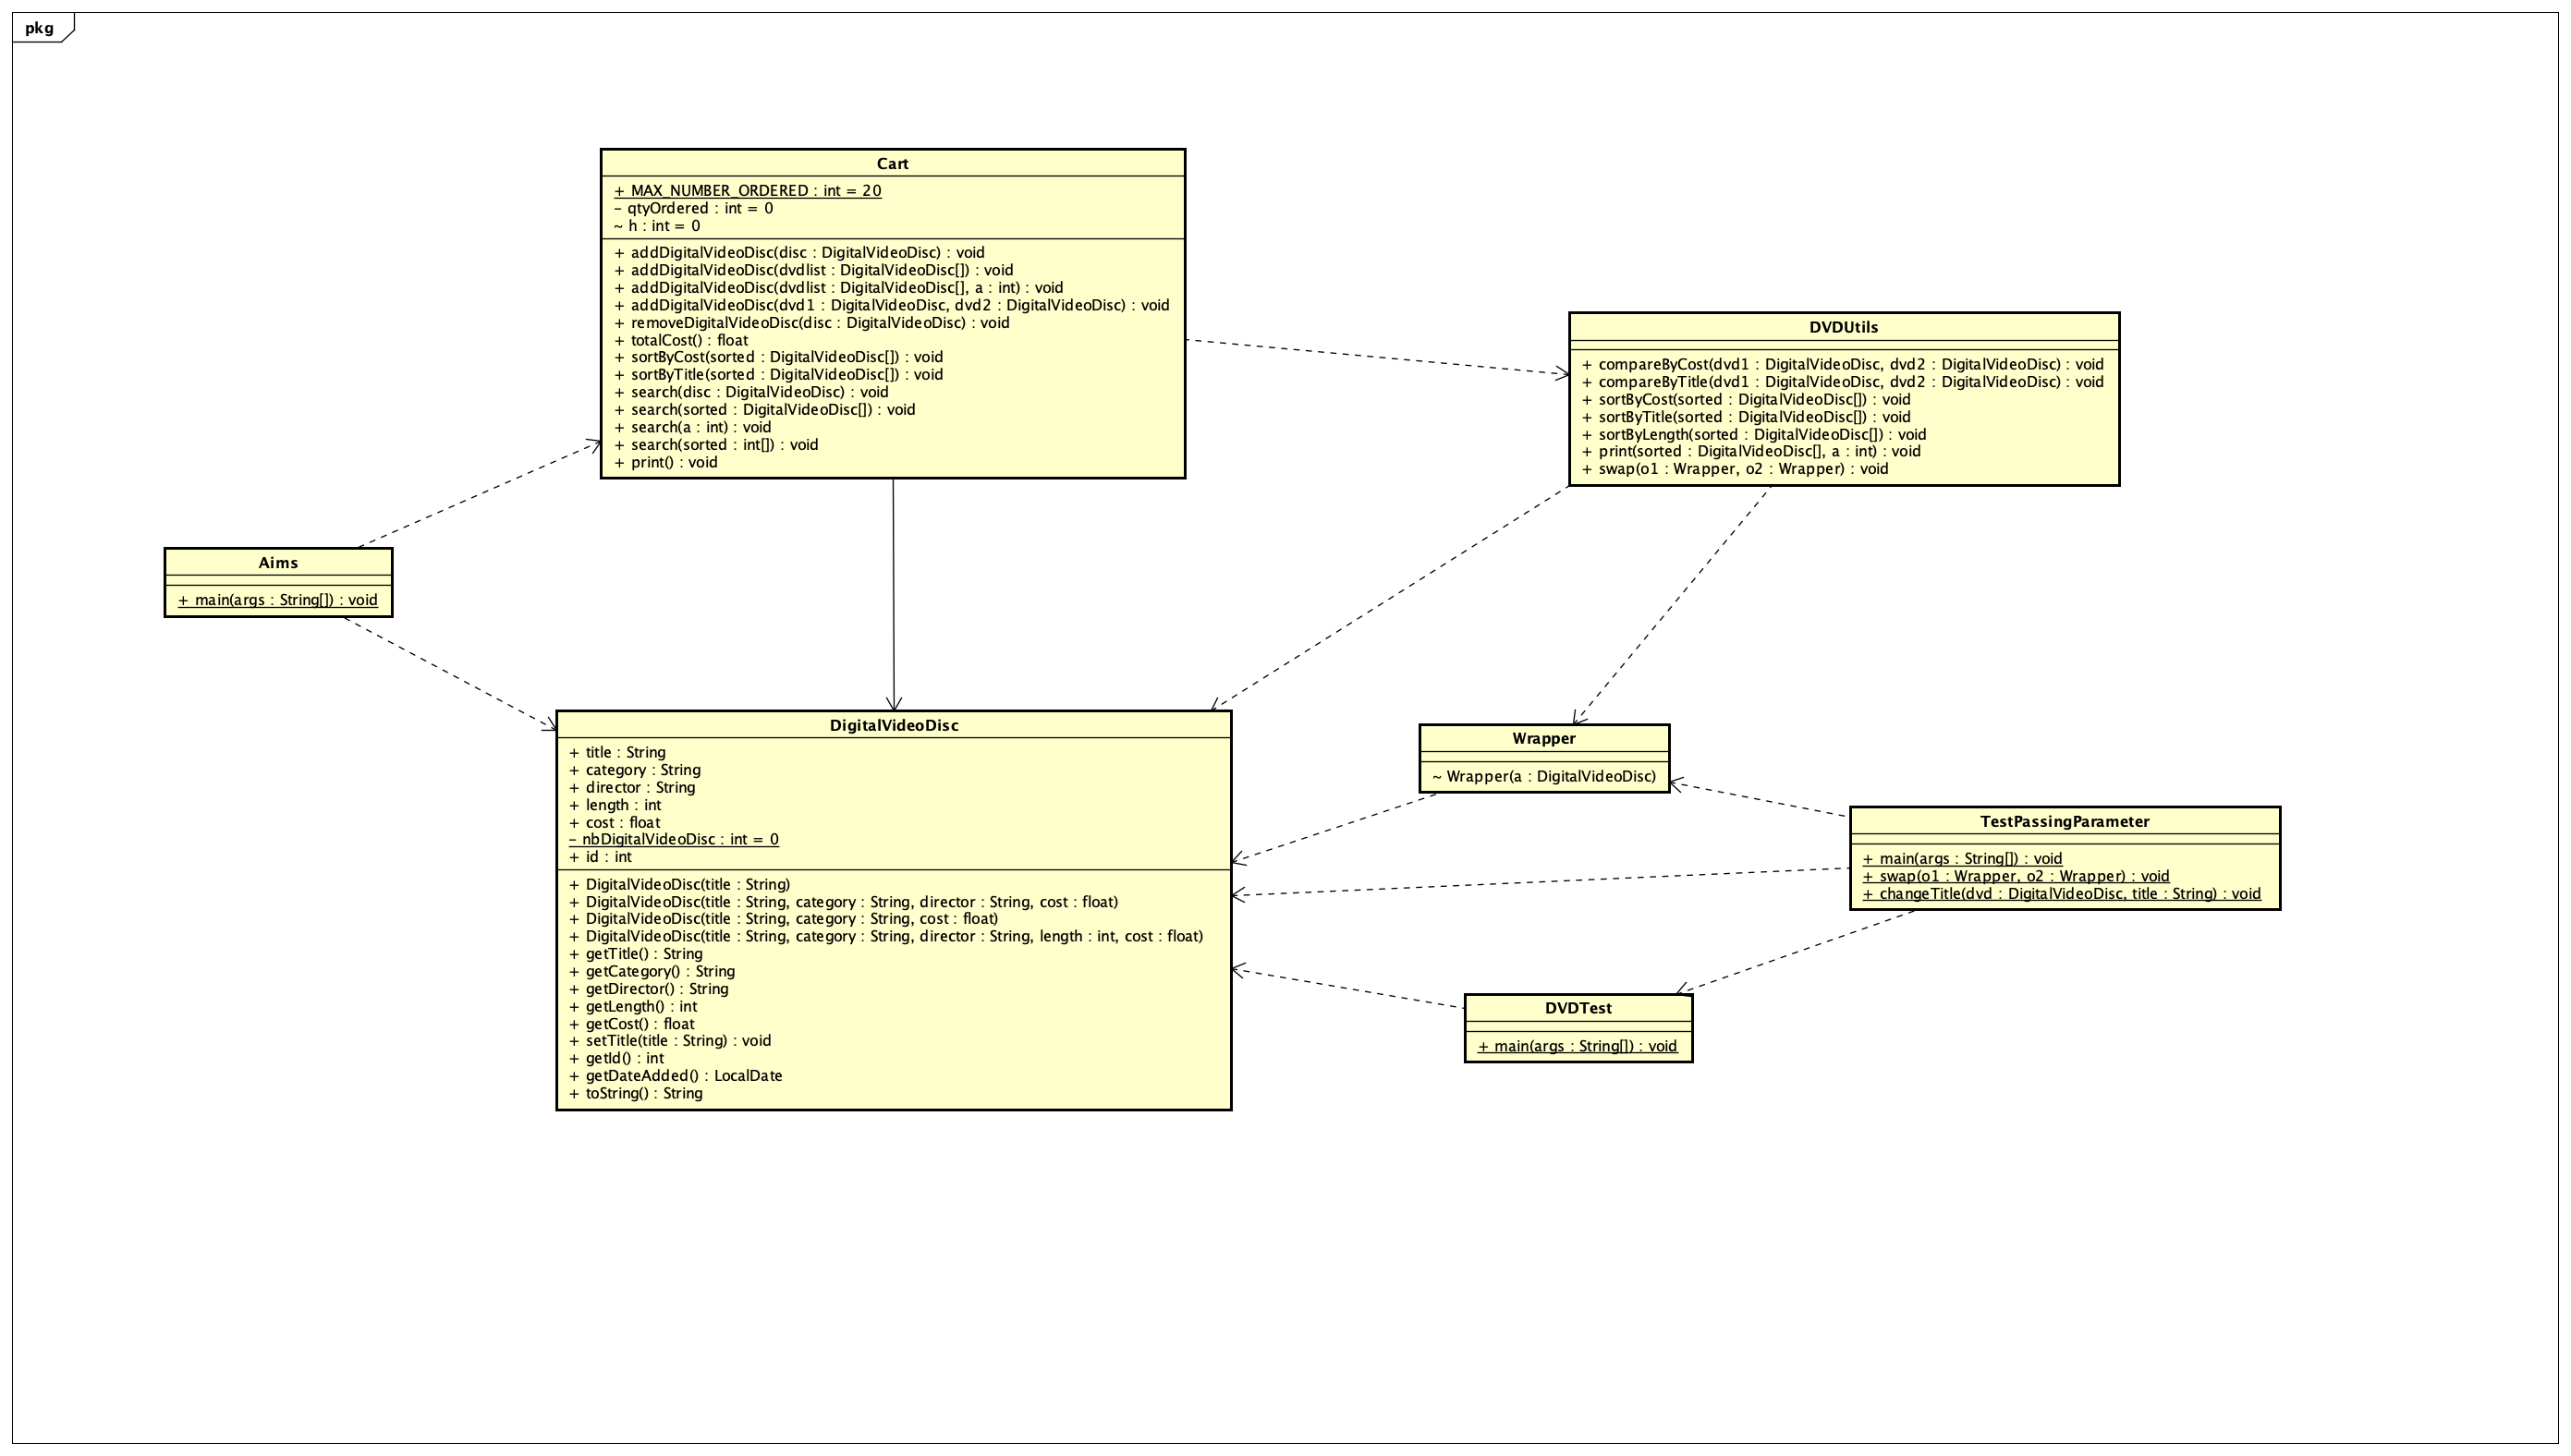 pkg
Cart
+ MAX_NUMBER_ORDERED : int = 20
- qtyOrdered : int = 0
~ h : int = 0
+ addDigitalVideoDisc(disc : DigitalVideoDisc) : void
+ addDigitalVideoDisc(dvdlist : DigitalVideoDisc[]) : void
+ addDigitalVideoDisc(dvdlist : DigitalVideoDisc[], a : int) : void
+ addDigitalVideoDisc(dvd1 : DigitalVideoDisc, dvd2 : DigitalVideoDisc) : void
+ removeDigitalVideoDisc(disc : DigitalVideoDisc) : void
+ totalCost() : float
+ sortByCost(sorted : DigitalVideoDisc[]) : void
+ sortByTitle(sorted : DigitalVideoDisc[]) : void
+ search(disc : DigitalVideoDisc) : void
+ search(sorted : DigitalVideoDisc[]) : void
+ search(a : int) : void
+ search(sorted : int[]) : void
+ print() : void
DVDUtils
+ compareByCost(dvd1 : DigitalVideoDisc, dvd2 : DigitalVideoDisc) : void
+ compareByTitle(dvd1 : DigitalVideoDisc, dvd2 : DigitalVideoDisc) : void
+ sortByCost(sorted : DigitalVideoDisc[]) : void
+ sortByTitle(sorted : DigitalVideoDisc[]) : void
+ sortByLength(sorted : DigitalVideoDisc[]) : void
+ print(sorted : DigitalVideoDisc[], a : int) : void
+ swap(o1 : Wrapper, o2 : Wrapper) : void
Aims
+ main(args : String[]) : void
DigitalVideoDisc
+ title : String
+ category : String
+ director : String
+ length : int
+ cost : float
- nbDigitalVideoDisc : int = 0
+ id : int
+ DigitalVideoDisc(title : String)
+ DigitalVideoDisc(title : String, category : String, director : String, cost : float)
+ DigitalVideoDisc(title : String, category : String, cost : float)
+ DigitalVideoDisc(title : String, category : String, director : String, length : int, cost : float)
+ getTitle() : String
+ getCategory() : String
+ getDirector() : String
+ getLength() : int
+ getCost() : float
+ setTitle(title : String) : void
+ getId() : int
+ getDateAdded() : LocalDate
+ toString() : String
Wrapper
~ Wrapper(a : DigitalVideoDisc)
TestPassingParameter
+ main(args : String[]) : void
+ swap(o1 : Wrapper, o2 : Wrapper) : void
+ changeTitle(dvd : DigitalVideoDisc, title : String) : void
DVDTest
+ main(args : String[]) : void